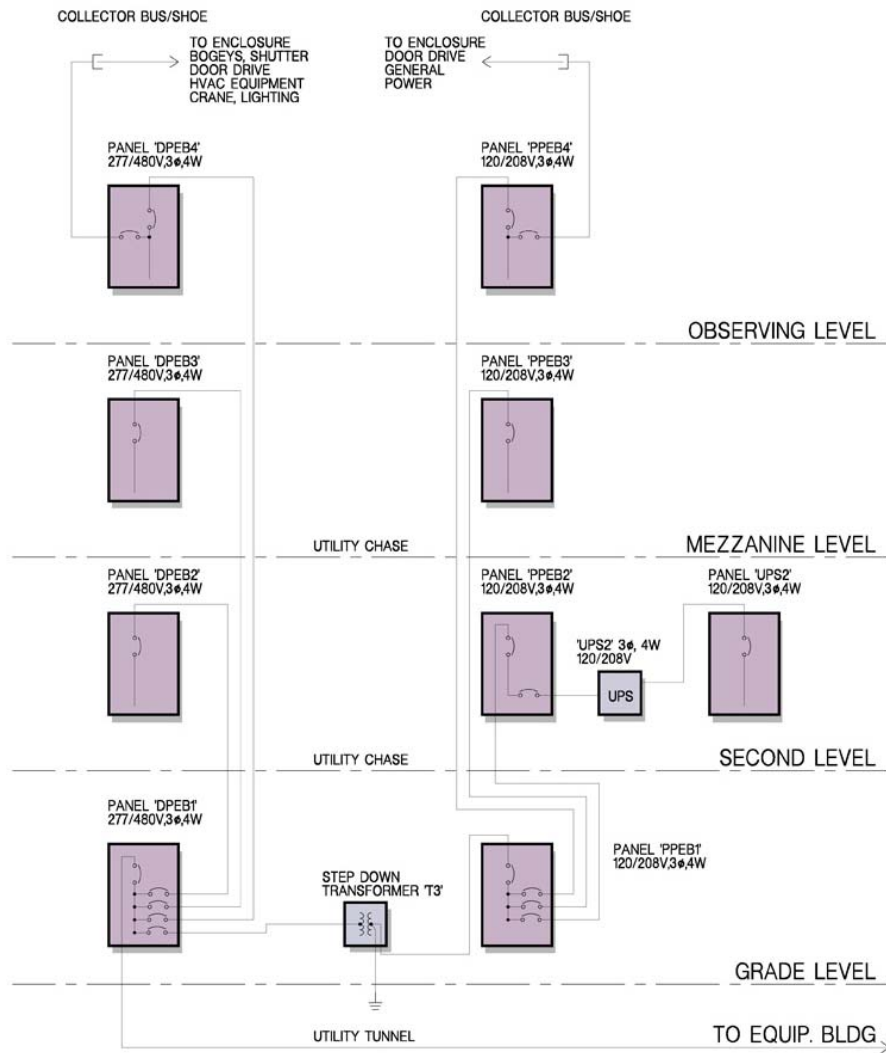 COLLECTOR BUS/SHOE
COLLECTOR BUS/SHOE
TO ENCLOSURE
BOGEYS, SHUTTER
DOOR DRIVE
HVAC EQUIPMENT
CRANE, LIGHTING
TO ENCLOSURE
DOOR DRIVE
GENERAL
POWER
PANEL 'DPEB4'
277/480V,3ø,4W
PANEL 'PPEB4'
120/208V,3ø,4W
OBSERVING LEVEL
PANEL 'DPEB3'
277/480V,3ø,4W
PANEL 'PPEB3'
120/208V,3ø,4W
UTILITY CHASE
MEZZANINE LEVEL
PANEL 'DPEB2'
277/480V,3ø,4W
PANEL 'PPEB2'
120/208V,3ø,4W
PANEL 'UPS2'
120/208V,3ø,4W
'UPS2' 3ø, 4W
120/208V
UPS
UTILITY CHASE
SECOND LEVEL
PANEL 'DPEB1'
277/480V,3ø,4W
PANEL 'PPEB1'
120/208V,3ø,4W
STEP DOWN
TRANSFORMER 'T3'
GRADE LEVEL
UTILITY TUNNEL
TO EQUIP. BLDG